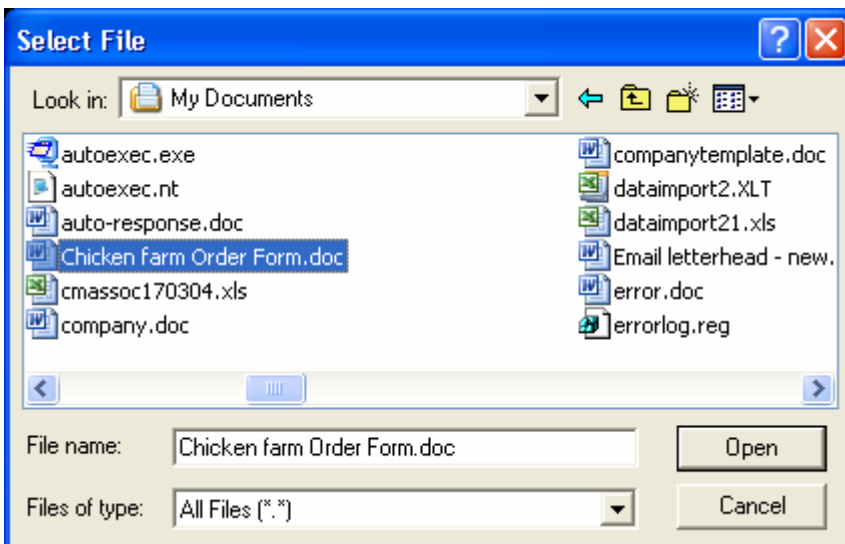 Select File
Look in: My Documents
autoexec.exe
autoexec.nt
auto-response.doc
Chicken farm Order Form.doc
cmassoc170304.xls
company.doc
companytemplate.doc
dataimport2.XLT
dataimport21.xls
Email letterhead - new.
error.doc
errorlog.reg
File name: Chicken farm Order Form.doc
Open
Files of type: All Files (*.*)
Cancel